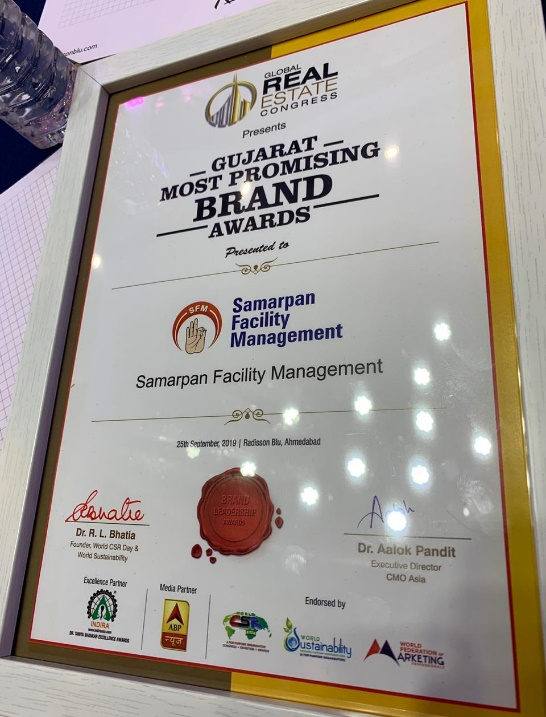 onblu.com
GLOBAL
REAL
ESTATE
CONGRESS
Presents
GUJARAT
MOST PROMISING
BRAND
AWARDS
Presented to
SFM
Samarpan
Facility
Management
Samarpan Facility Management
25th September, 2019 | Radisson Blu, Ahmedabad
BRAND
LEADERSHIP
AWARDS
Dr. R. L. Bhatia
Founder, World CSR Day &
World Sustainability
Dr. Aalok Pandit
Executive Director
CMO Asia
Excellence Partner
Media Partner
Endorsed by
INDIRA
ABP
न्यूज़
CSR
WORLD
Sustainability
WORLD
FEDERATION OF
MARKETING